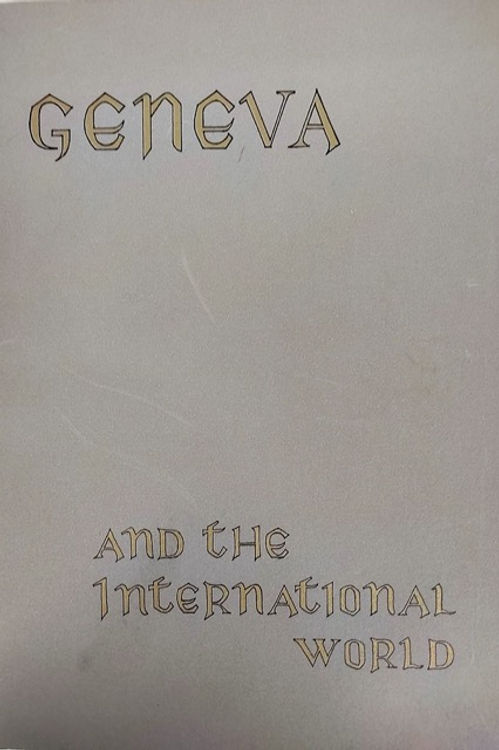 GENEVA
AND THE
INTERNATIONAL
WORLD